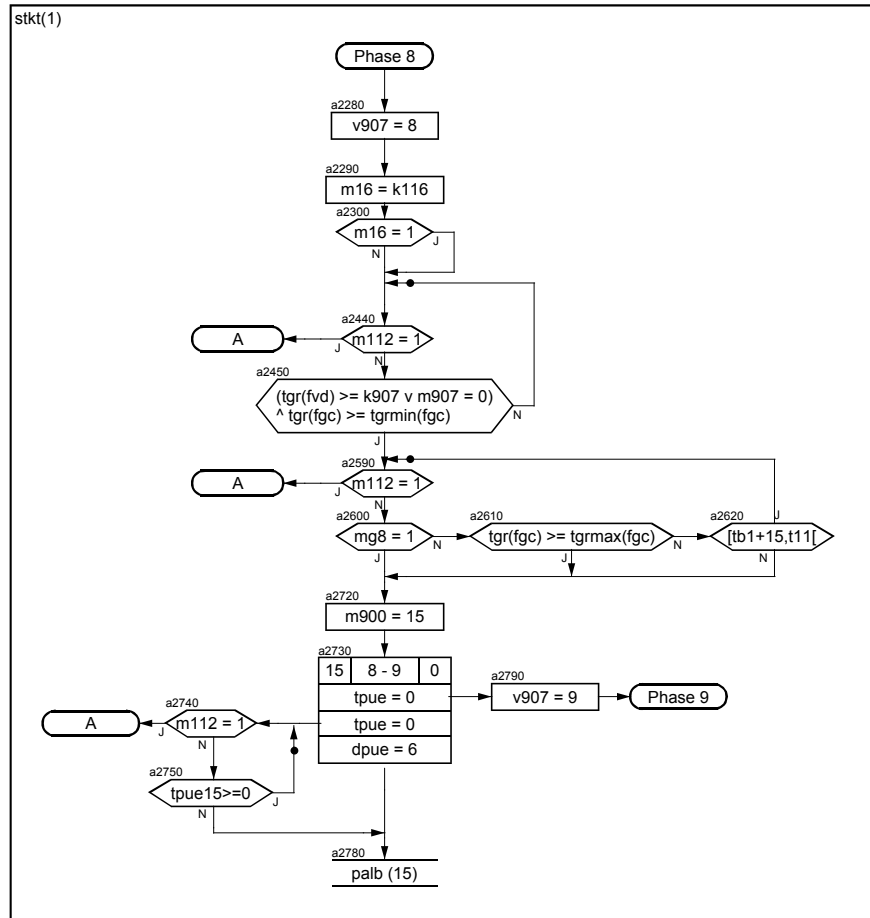 stkt(1)
Phase 8
a2280
v907 = 8
a2290
m16 = k116
a2300
m16 = 1
J
N
a2440
A
m112 = 1
J
N
a2450
(tgr(fvd) >= k907 v m907 = 0)
^ tgr(fgc) >= tgrmin(fgc)
N
J
a2590
A
m112 = 1
J
N
a2600
mg8 = 1
N
J
a2610
tgr(fgc) >= tgrmax(fgc)
N
J
a2620
[tb1+15,t11[
J
N
a2720
m900 = 15
a2730
15 8 - 9 0
tpue = 0
tpue = 0
dpue = 6
a2790
v907 = 9
Phase 9
a2740
A
m112 = 1
J
N
a2750
tpue15>=0
J
N
a2780
palb (15)